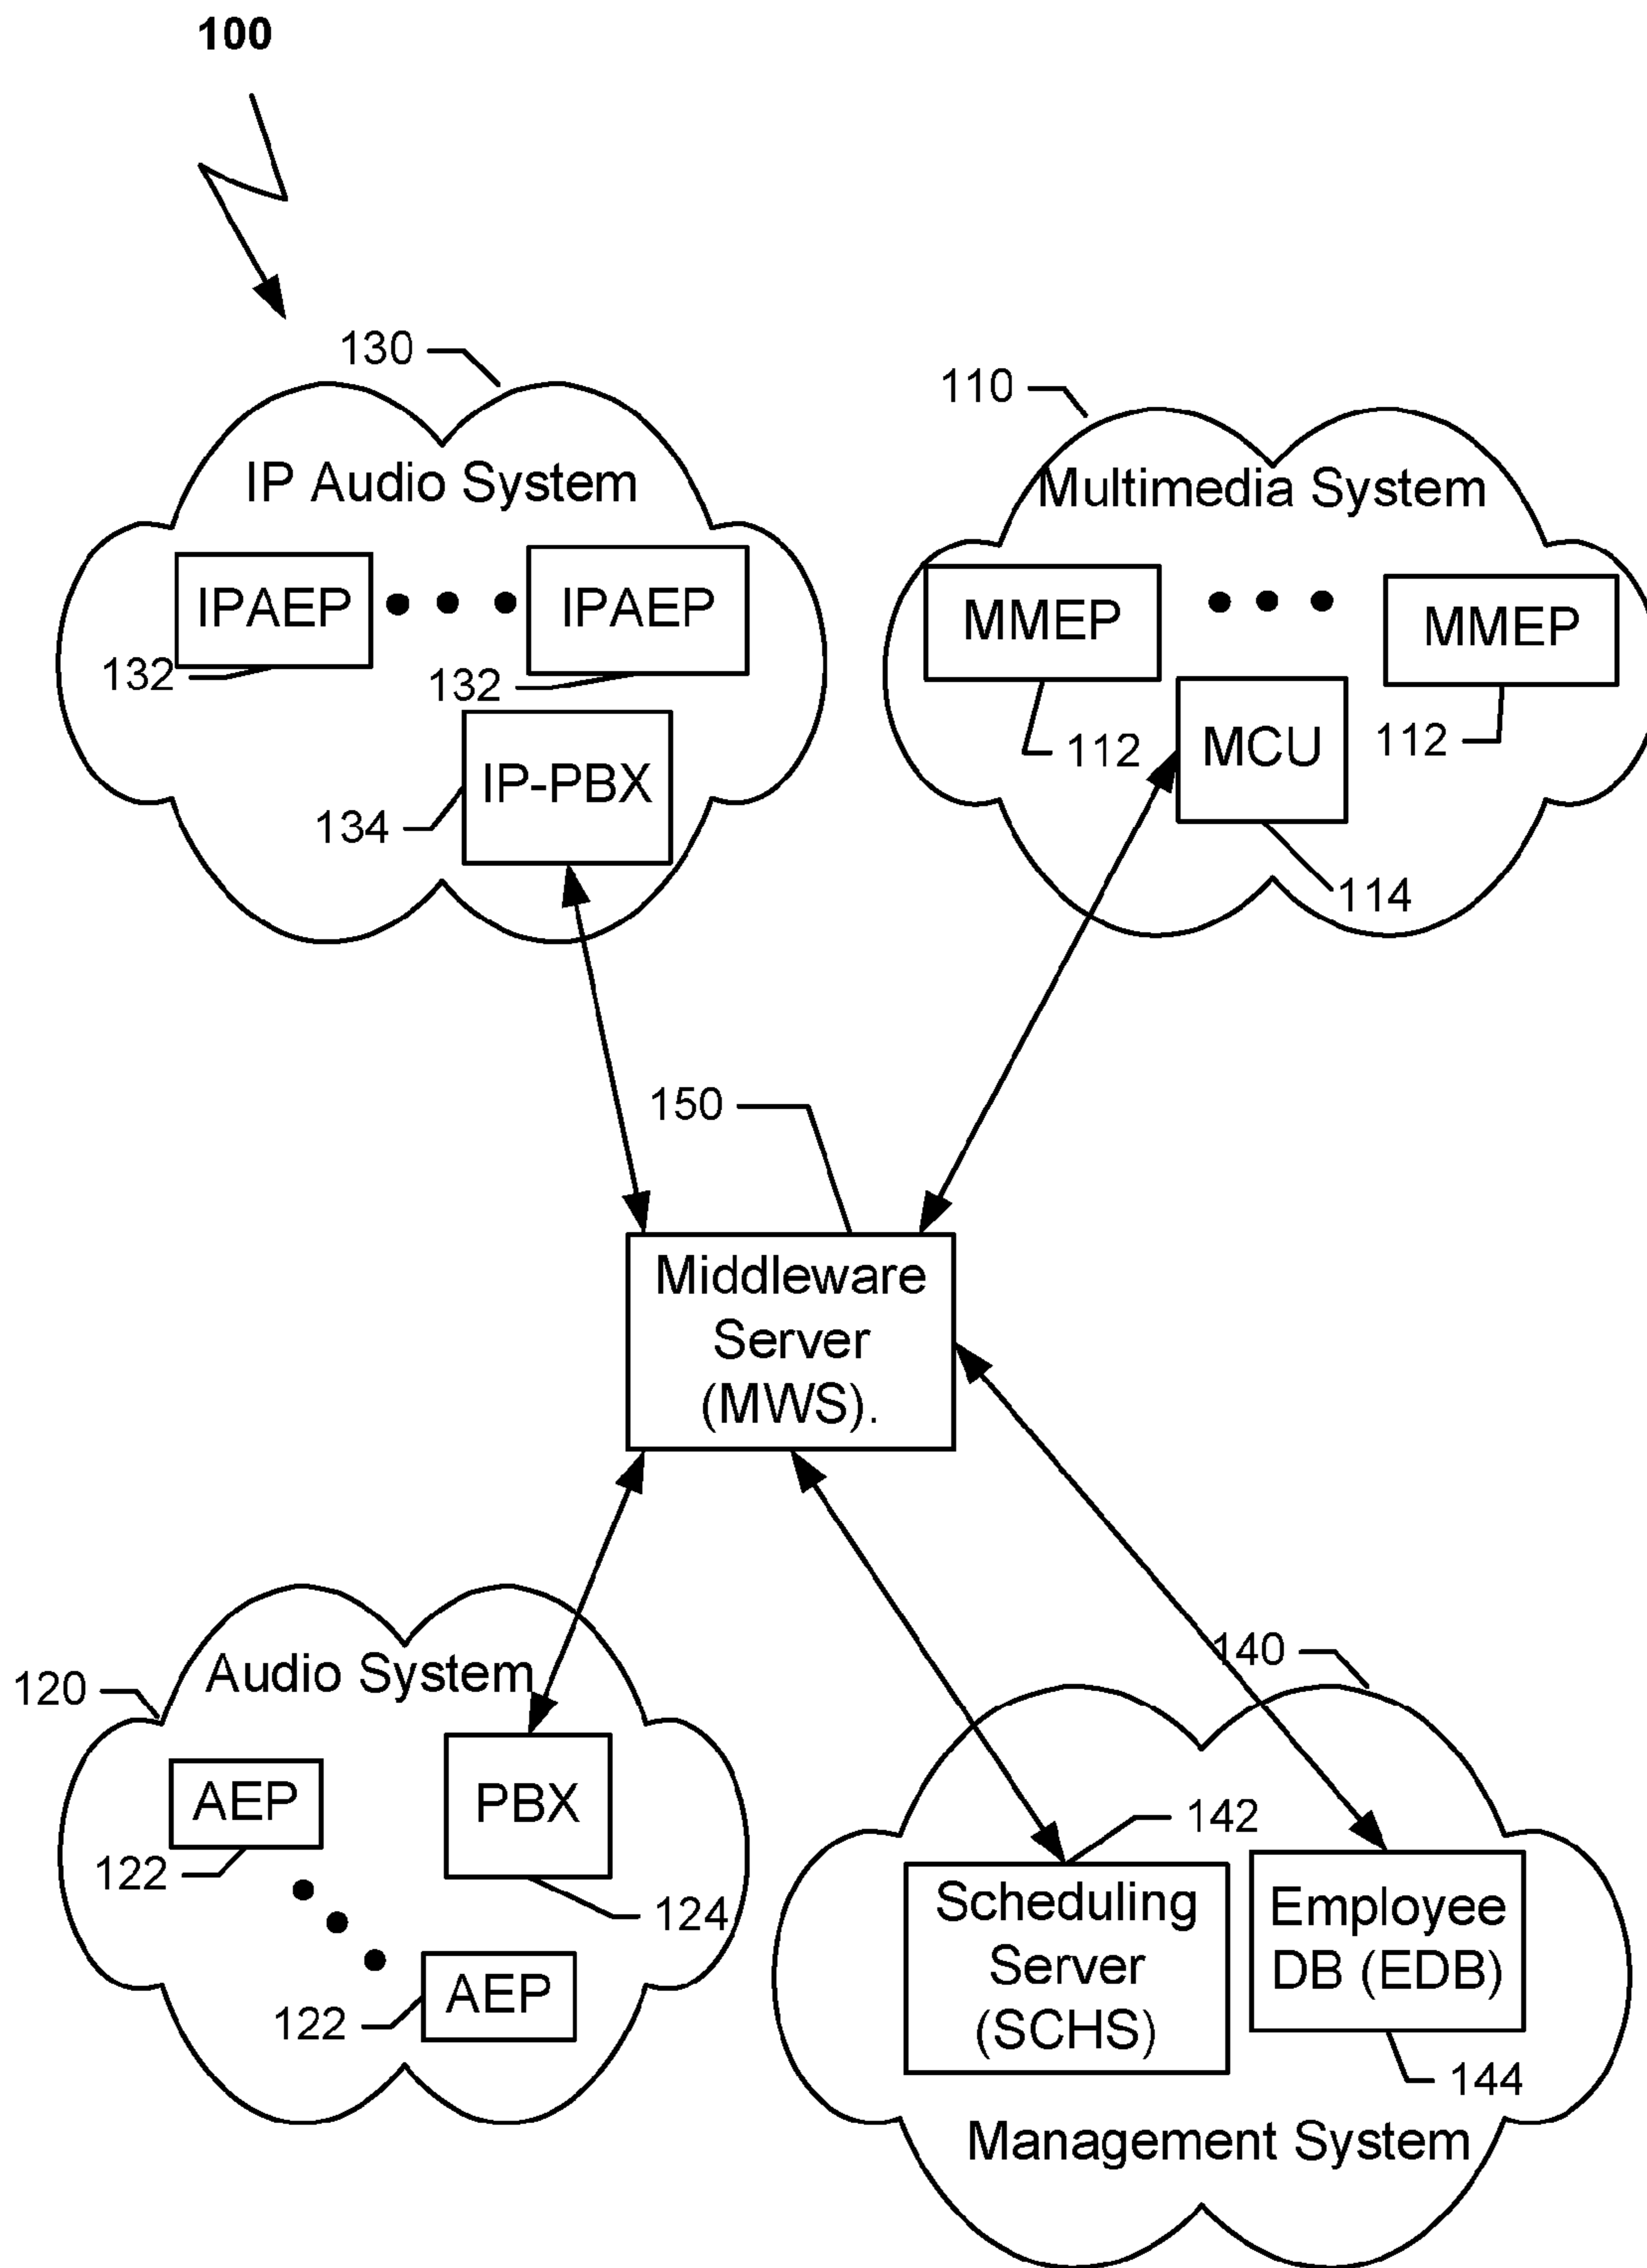 100
130
110
IP Audio System
Multimedia System
IPAEP
IPAEP
MMEP
MMEP
132
132
112
112
IP-PBX
MCU
134
114
150
Middleware
Server
(MWS).
140
Audio System
120
AEP
PBX
142
122
124
Scheduling
Server
(SCHS)
Employee
DB (EDB)
AEP
122
144
Management System